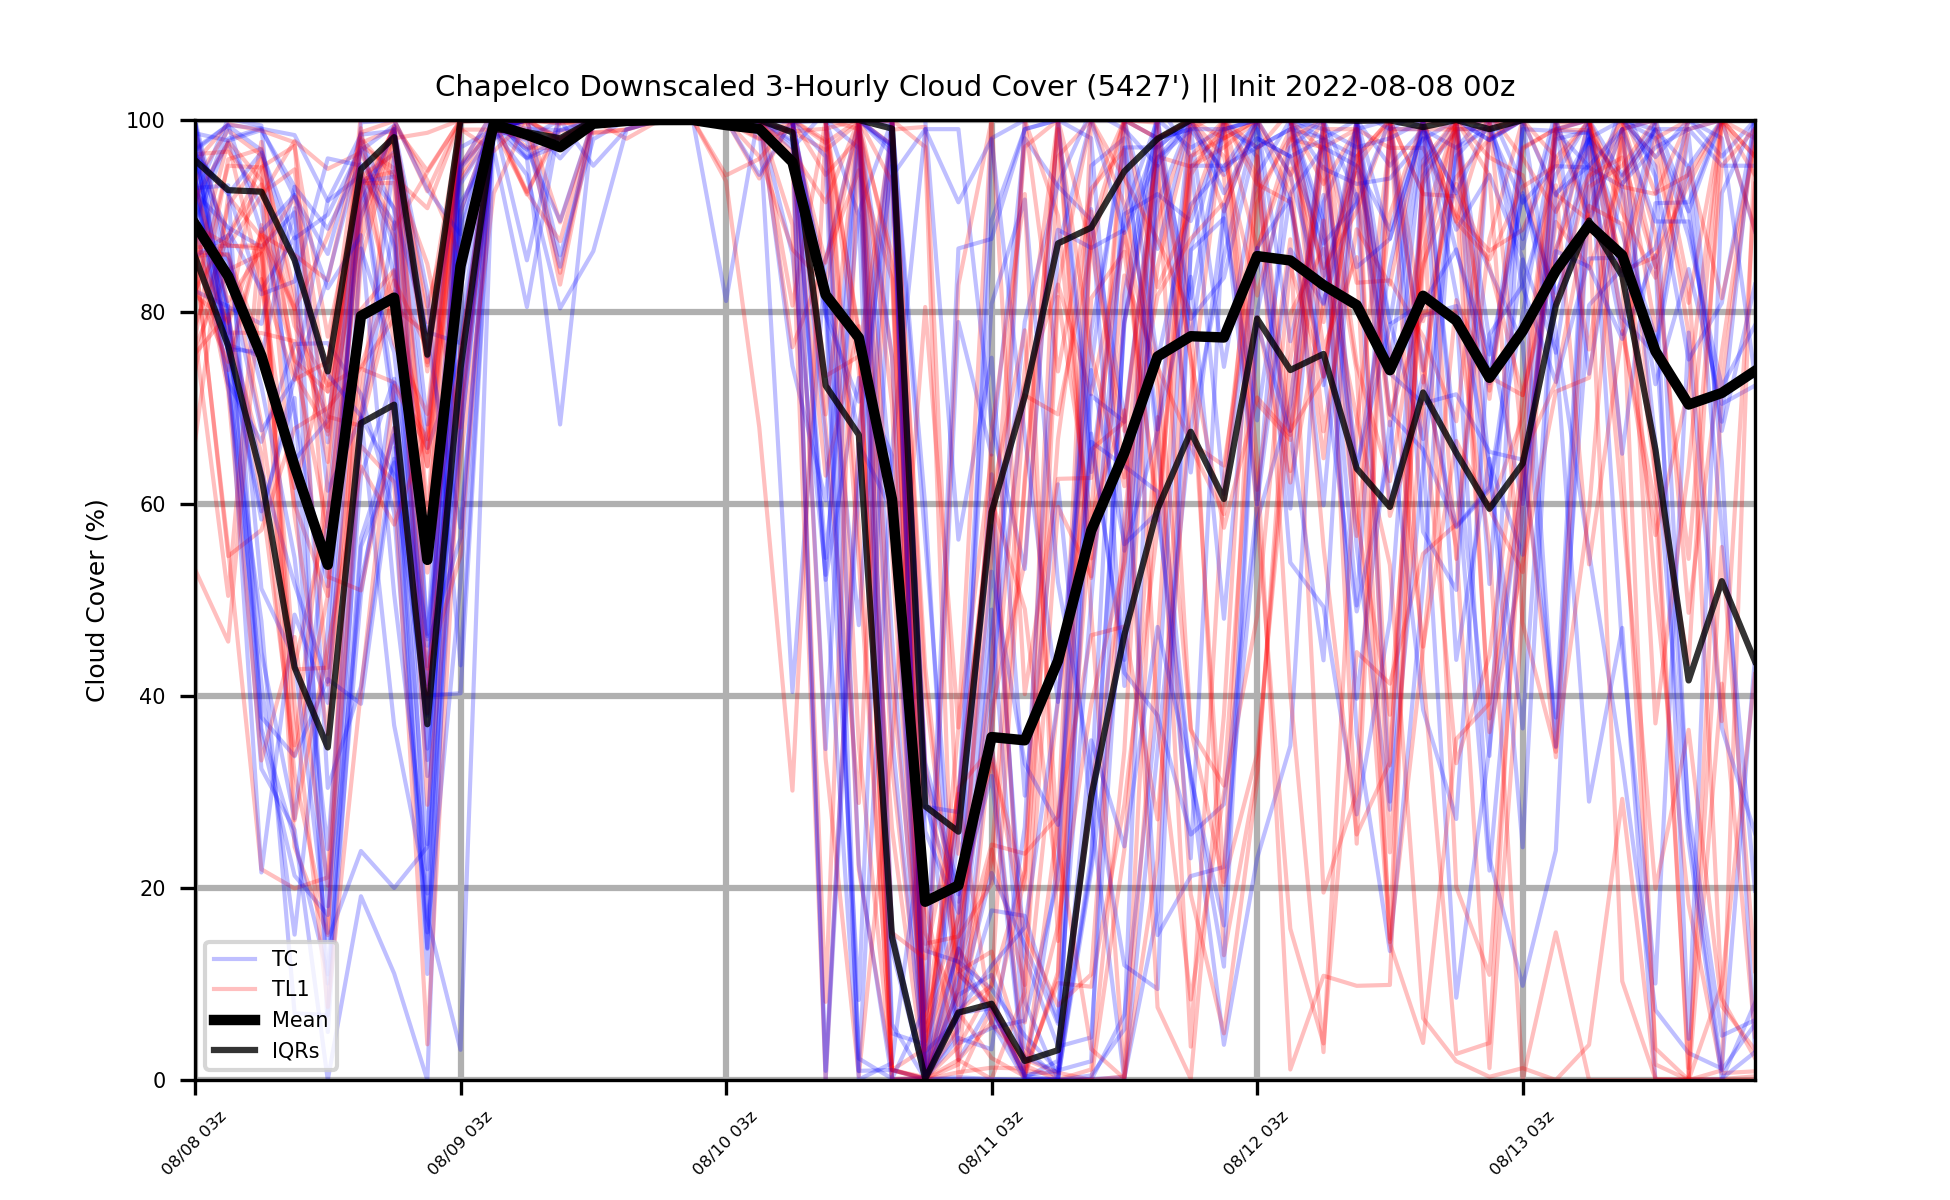 Chapelco Downscaled 3-Hourly Cloud Cover (5427') || Init 2022-08-08 00z
100
80
60
40
20
0
Cloud Cover (%)
TC
TL1
Mean
IQRs
08/08 03z
08/09 03z
08/10 03z
08/11 03z
08/12 03z
08/13 03z